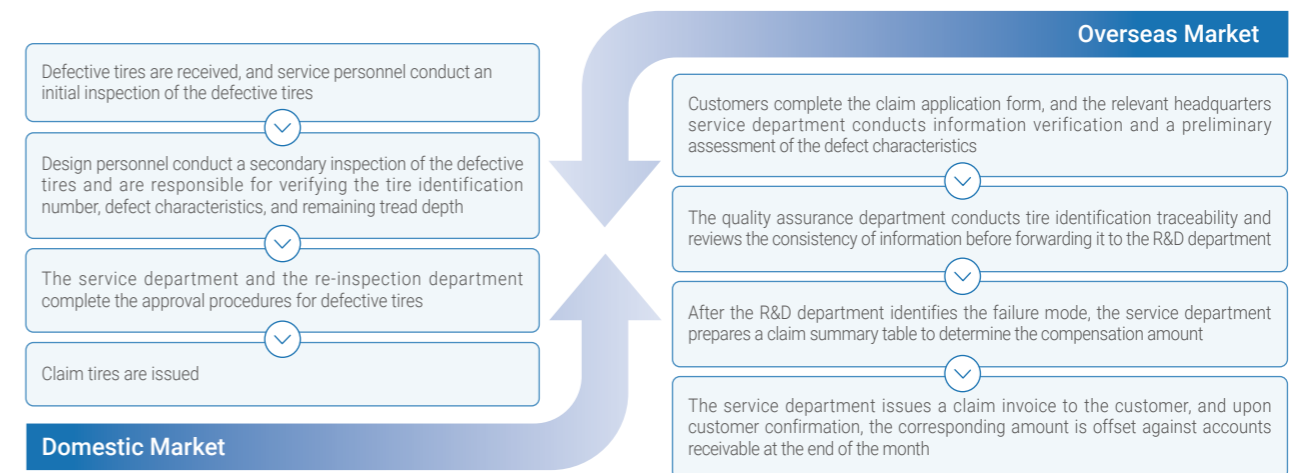 Overseas Market
Defective tires are received, and service personnel conduct an
initial inspection of the defective tires
Design personnel conduct a secondary inspection of the defective
tires and are responsible for verifying the tire identification
number, defect characteristics, and remaining tread depth
The service department and the re-inspection department
complete the approval procedures for defective tires
Claim tires are issued
Domestic Market
Customers complete the claim application form, and the relevant headquarters
service department conducts information verification and a preliminary
assessment of the defect characteristics
The quality assurance department conducts tire identification traceability and
reviews the consistency of information before forwarding it to the R&D department
After the R&D department identifies the failure mode, the service department
prepares a claim summary table to determine the compensation amount
The service department issues a claim invoice to the customer, and upon
customer confirmation, the corresponding amount is offset against accounts
receivable at the end of the month